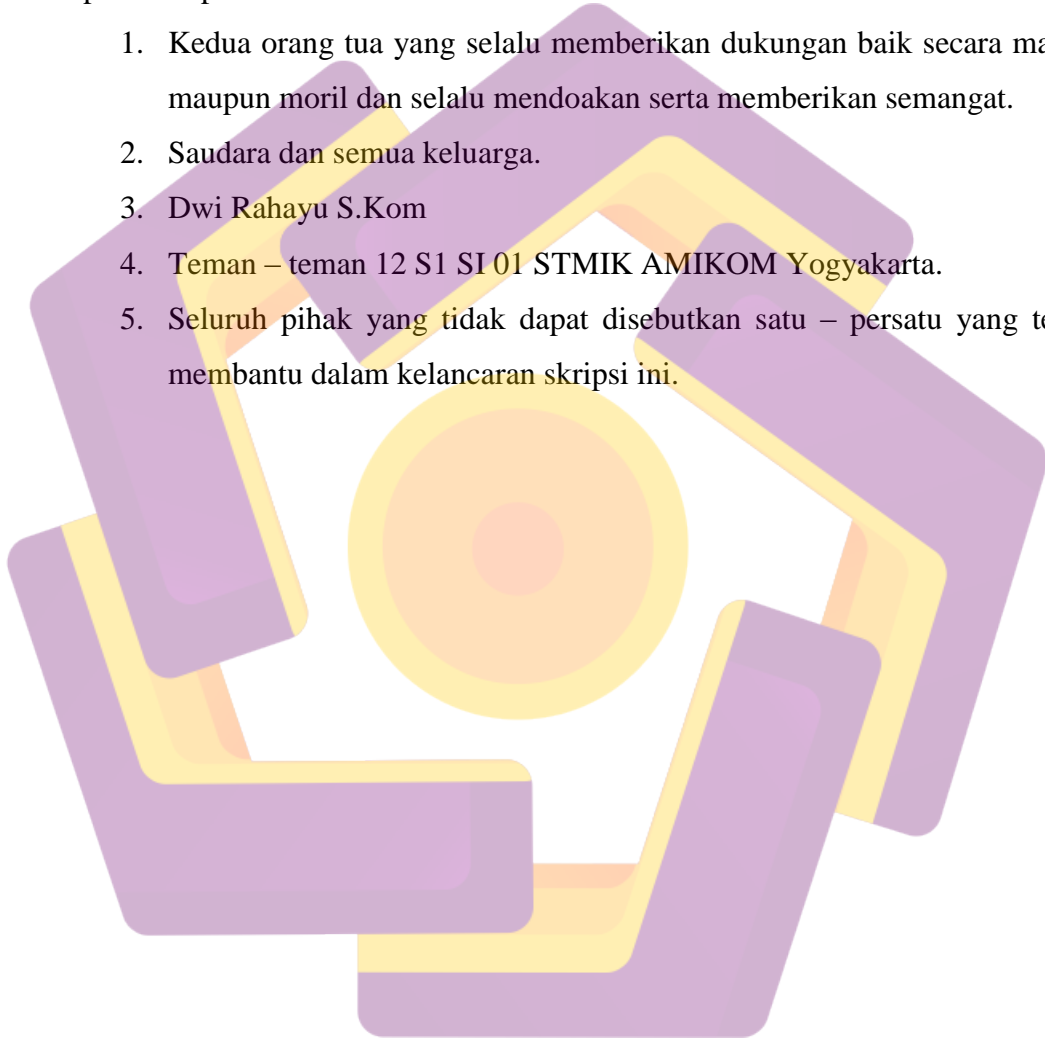 1. Kedua orang tua yang selalu memberikan dukungan baik secara
maupun moril dan selalu mendoakan serta memberikan semangat.
2. Saudara dan semua keluarga.
3. Dwi Rahayu S.Kom
4. Teman – teman 12 S1 SI 01 STMIK AMIKOM Yogyakarta.
5. Seluruh pihak yang tidak dapat disebutkan satu – persatu yang
membantu dalam kelancaran skripsi ini.